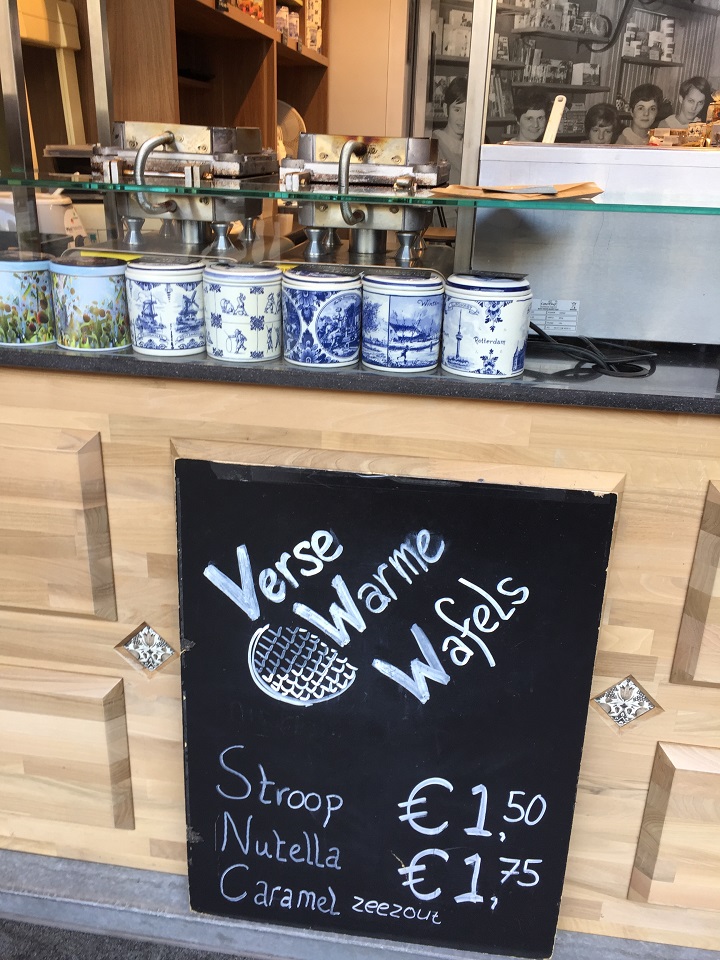 Rotterdam
Verse
Warme
Wafels
Stroop €1,50
Nutella €1,75
Caramel zeezout